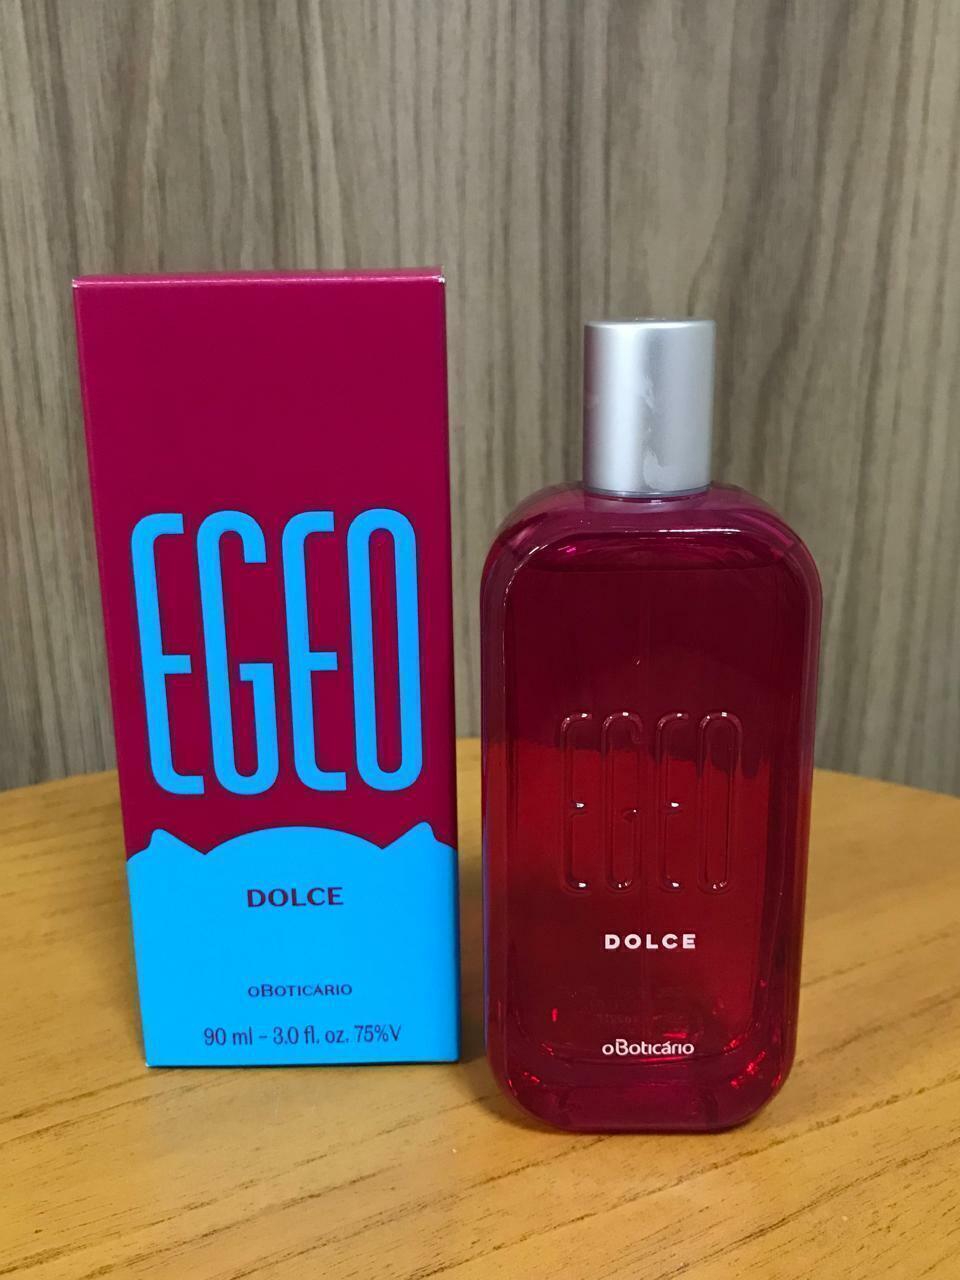 EGEO
DOLCE
oBOTICÁRIO
90 ml - 3.0 fl. oz. 75%V
EGEO
DOLCE
oBoticário